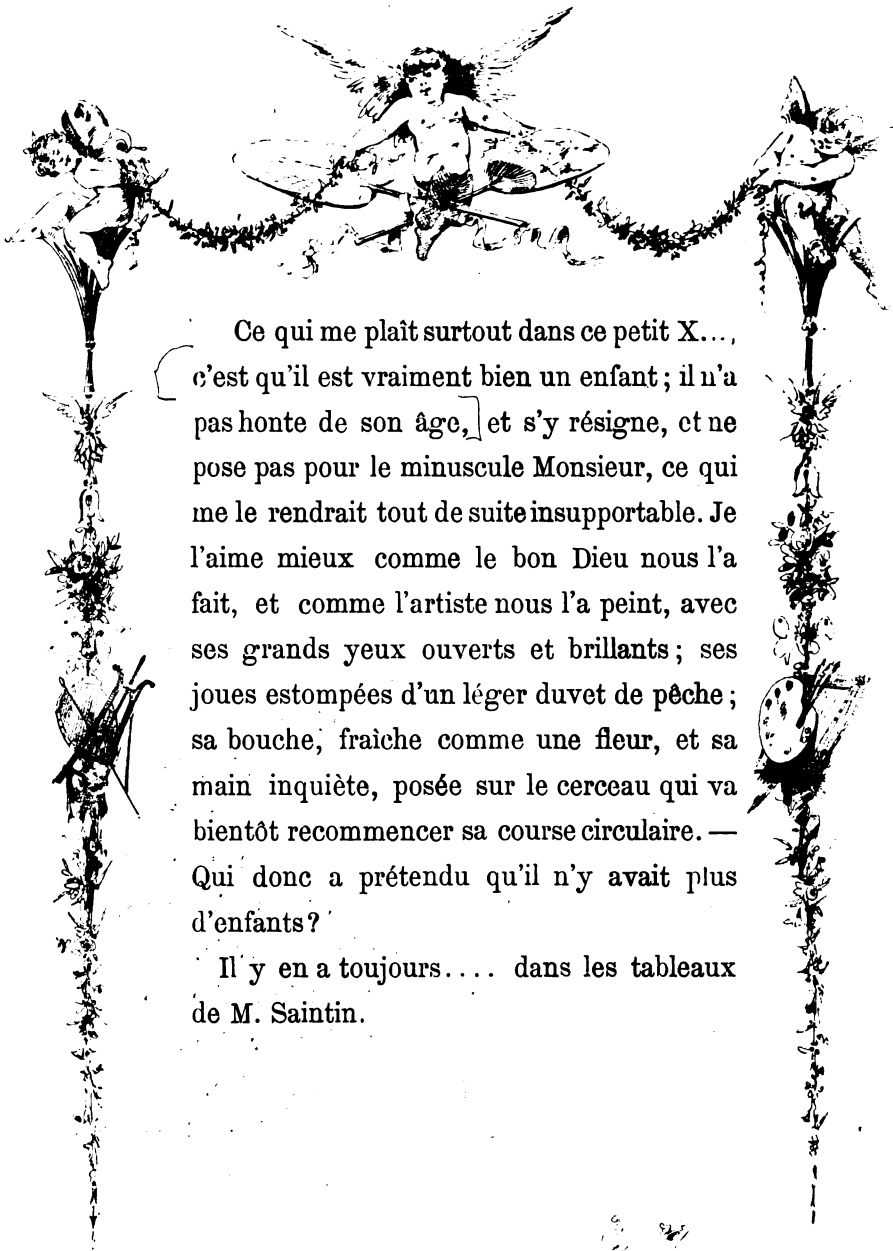 Ce qui me plaît surtout dans ce petit X...,
c'est qu'il est vraiment bien un enfant ; il n'a
pas honte de son âge, et s'y résigne, et ne
pose pas pour le minuscule Monsieur, ce qui
me le rendrait tout de suite insupportable. Je
l'aime mieux comme le bon Dieu nous l'a
fait, et comme l'artiste nous l'a peint, avec
ses grands yeux ouverts et brillants ; ses
joues estompées d'un léger duvet de pêche ;
sa bouche, fraîche comme une fleur, et sa
main inquiète, posée sur le cerceau qui va
bientôt recommencer sa course circulaire. —
Qui donc a prétendu qu'il n'y avait plus
d'enfants ?
Il y en a toujours.... dans les tableaux
de M. Saintin.